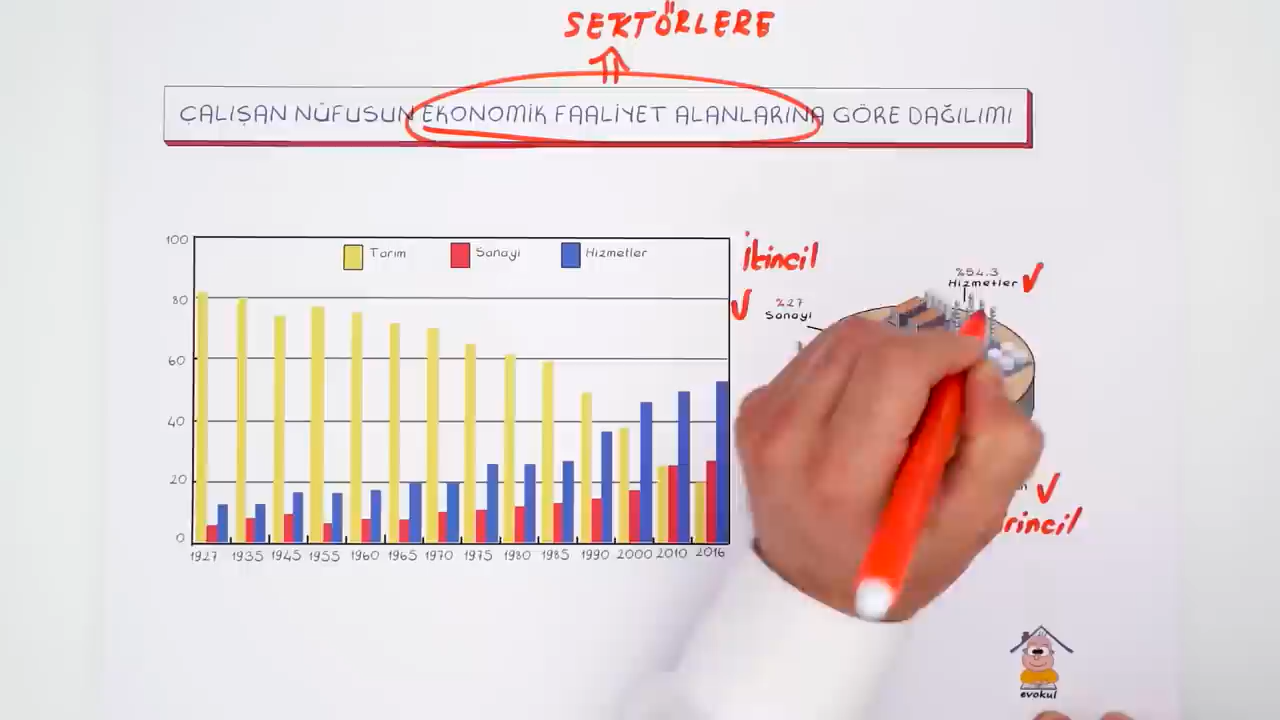 SEKTÖRLERE
ÇALIŞAN NÜFUSUN EKONOMİK FAALİYET ALANLARINA GÖRE DAĞILIMI
100
80
60
40
20
0
Tarım
Sanayi
Hizmetler
1927 1935 1945 1955 1960 1965 1970 1975 1980 1985 1990 2000 2010 2016
İkincil
%27
Sanayi
%54.3
Hizmetler
evokul